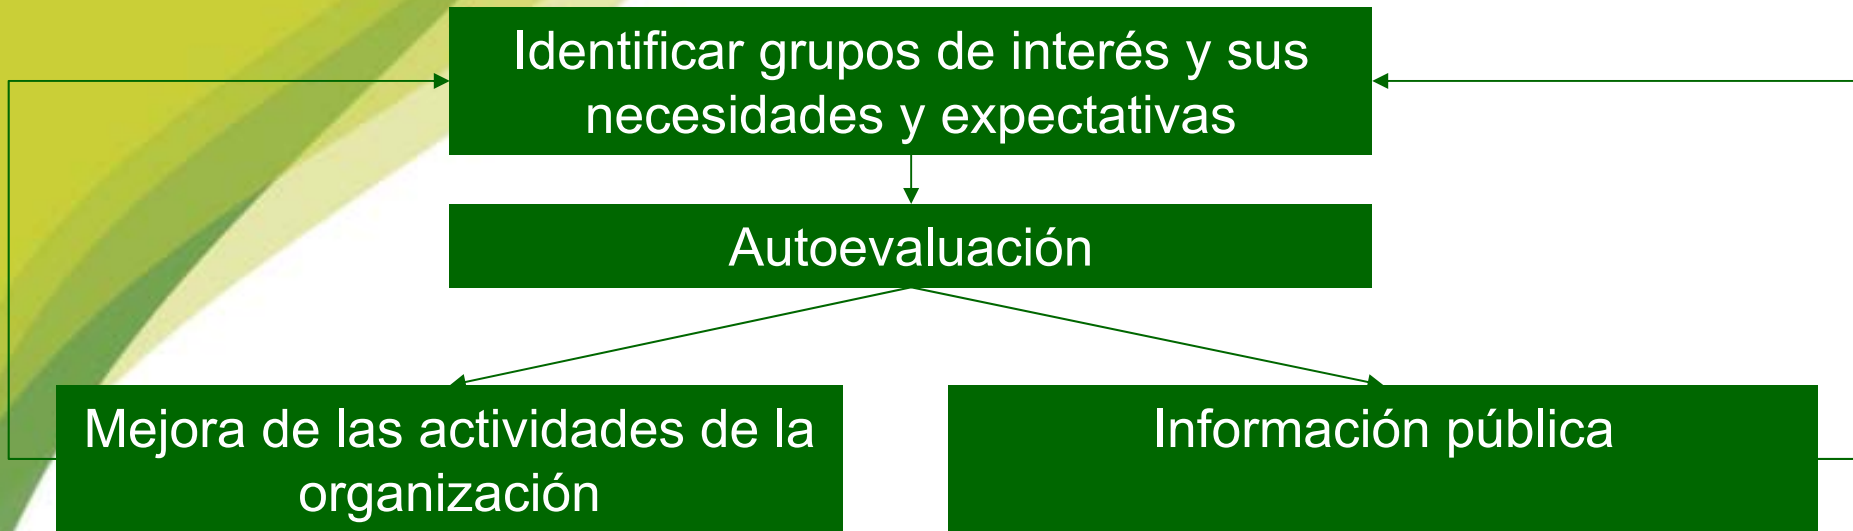 Identificar grupos de interés y sus
necesidades y expectativas
Autoevaluación
Mejora de las actividades de la
organización
Información pública